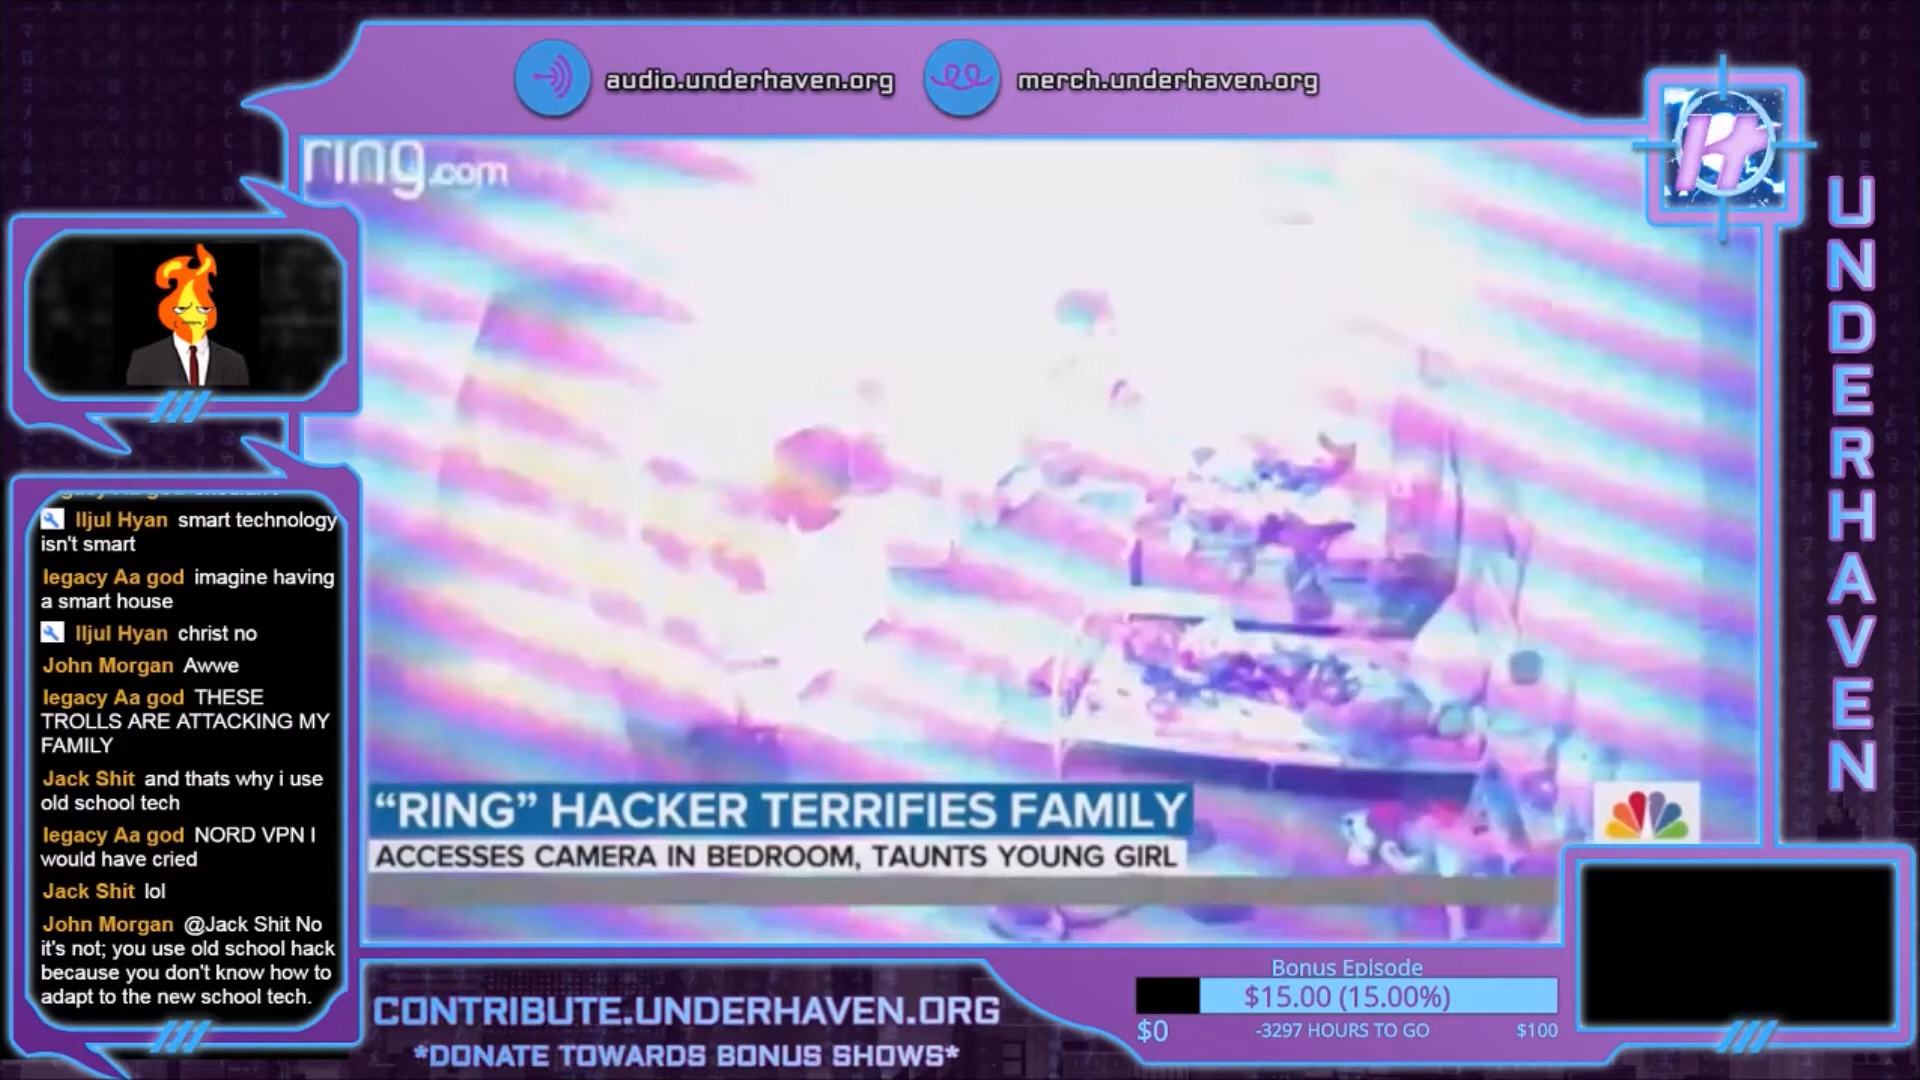 audio.underhaven.org
merch.underhaven.org
ring.com
H
UNDERHAVEN
Iljul Hyan smart technology
isn't smart
legacy Aa god imagine having
a smart house
Iljul Hyan christ no
John Morgan Awwe
legacy Aa god THESE
TROLLS ARE ATTACKING MY
FAMILY
Jack Shit and thats why i use
old school tech
legacy Aa god NORD VPN I
would have cried
Jack Shit lol
John Morgan @Jack Shit No
it's not; you use old school hack
because you don't know how to
adapt to the new school tech.
“RING” HACKER TERRIFIES FAMILY
ACCESSES CAMERA IN BEDROOM, TAUNTS YOUNG GIRL
CONTRIBUTE.UNDERHAVEN.ORG
*DONATE TOWARDS BONUS SHOWS*
Bonus Episode
$15.00 (15.00%)
$0
-3297 HOURS TO GO
$100